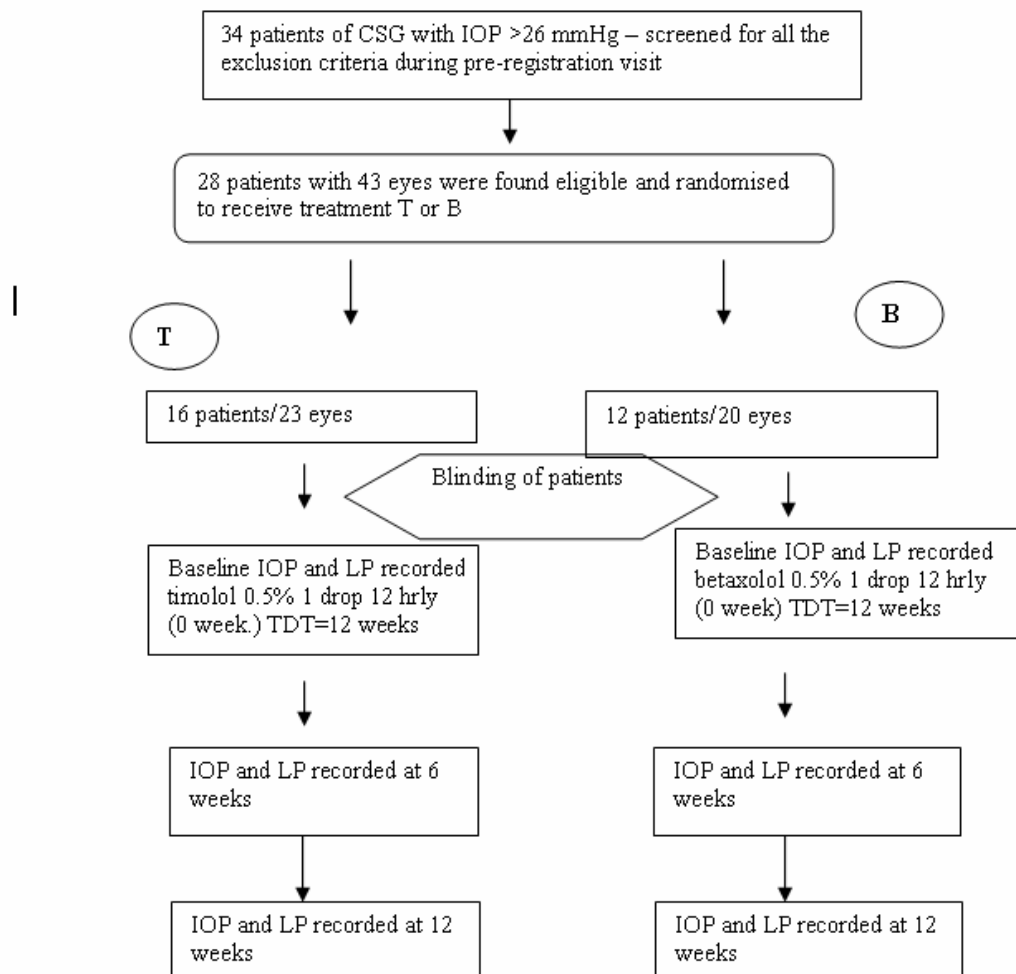 34 patients of CSG with IOP >26 mmHg – screened for all the
exclusion criteria during pre-registration visit
28 patients with 43 eyes were found eligible and randomised
to receive treatment T or B
T
B
16 patients/23 eyes
12 patients/20 eyes
Blinding of patients
Baseline IOP and LP recorded
timolol 0.5% 1 drop 12 hrly
(0 week.) TDT=12 weeks
Baseline IOP and LP recorded
betaxolol 0.5% 1 drop 12 hrly
(0 week) TDT=12 weeks
IOP and LP recorded at 6
weeks
IOP and LP recorded at 6
weeks
IOP and LP recorded at 12
weeks
IOP and LP recorded at 12
weeks